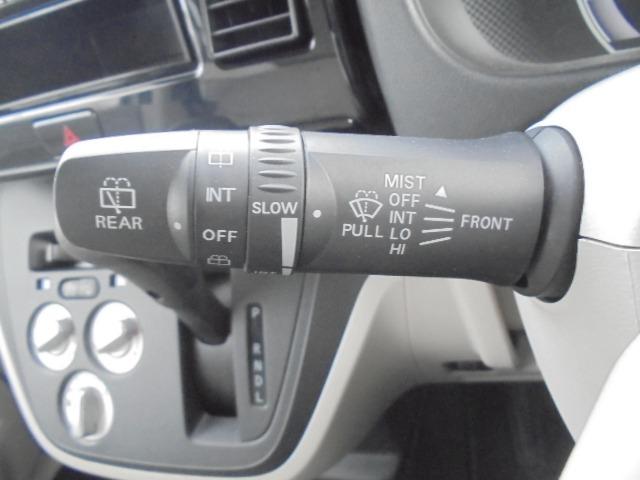 REAR
INT
OFF
SLOW
PULL
MIST
OFF
INT
LO
HI
FRONT
P
R
N
D
L